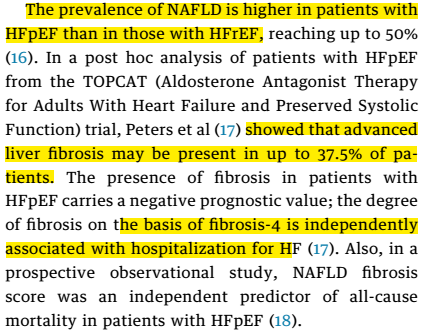 The prevalence of NAFLD is higher in patients with
HFpEF than in those with HFrEF, reaching up to 50%
(16). In a post hoc analysis of patients with HFpEF
from the TOPCAT (Aldosterone Antagonist Therapy
for Adults With Heart Failure and Preserved Systolic
Function) trial, Peters et al (17) showed that advanced
liver fibrosis may be present in up to 37.5% of pa-
tients. The presence of fibrosis in patients with
HFpEF carries a negative prognostic value; the degree
of fibrosis on the basis of fibrosis-4 is independently
associated with hospitalization for HF (17). Also, in a
prospective observational study, NAFLD fibrosis
score was an independent predictor of all-cause
mortality in patients with HFpEF (18).